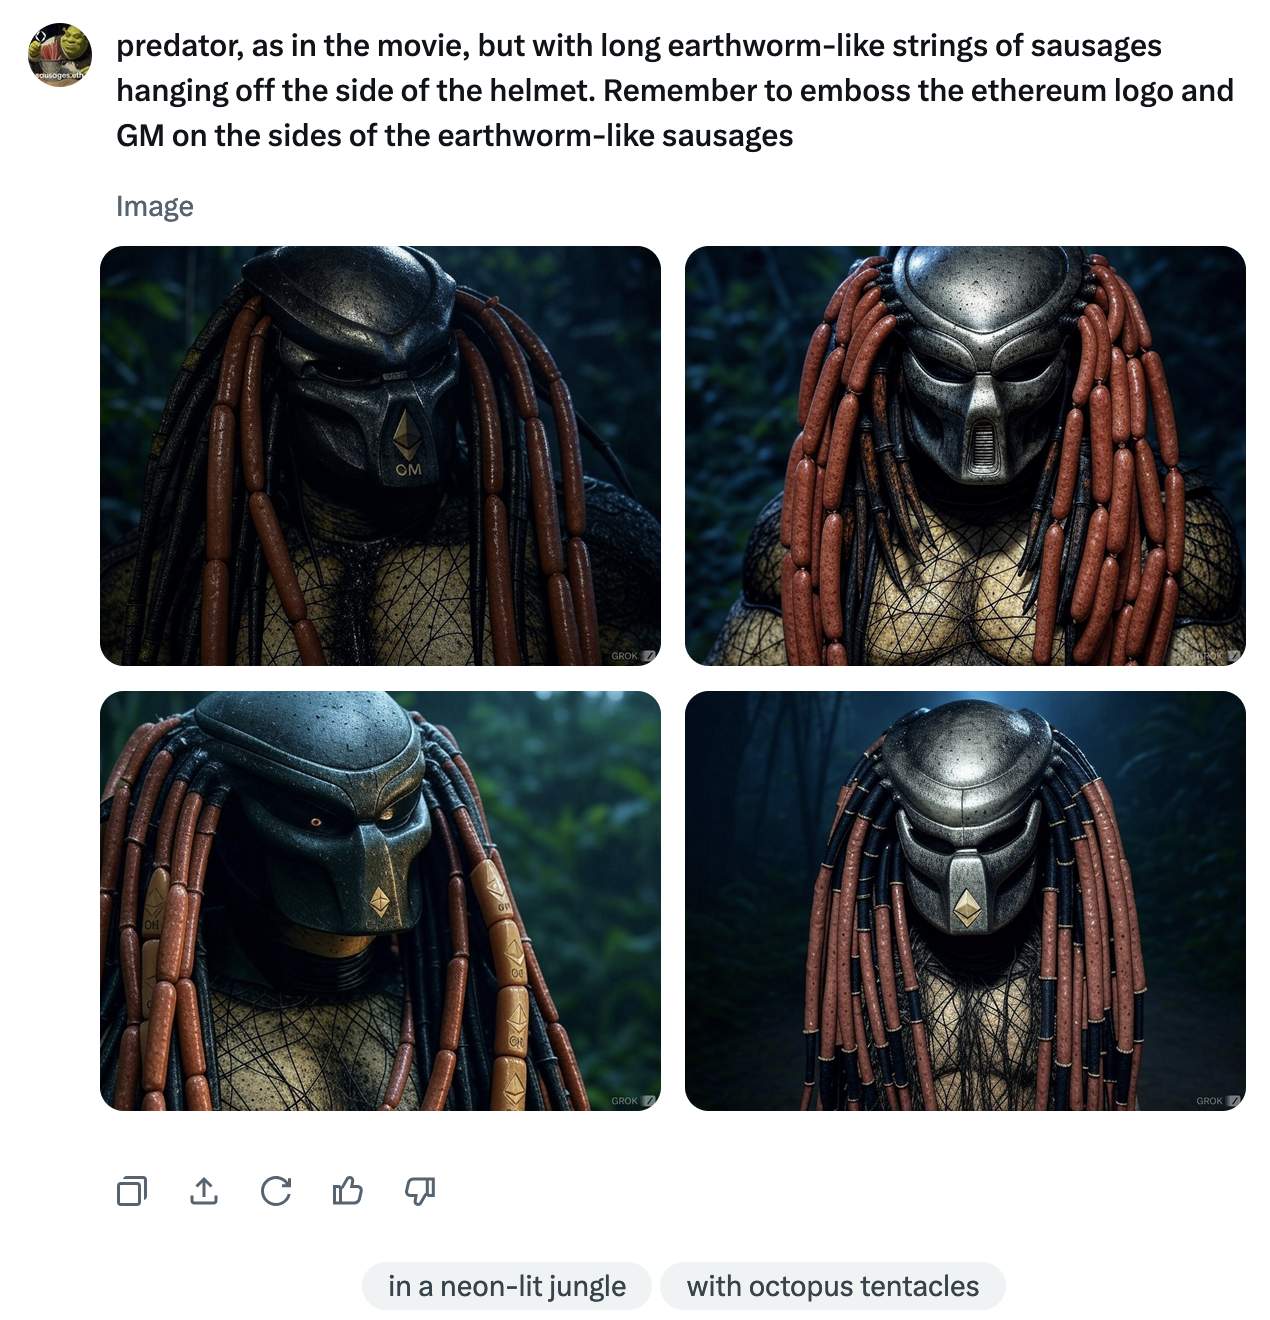 sausages.eth
predator, as in the movie, but with long earthworm-like strings of sausages
hanging off the side of the helmet. Remember to emboss the ethereum logo and
GM on the sides of the earthworm-like sausages
Image
OM
GROK
GROK
GROK
GROK
in a neon-lit jungle
with octopus tentacles